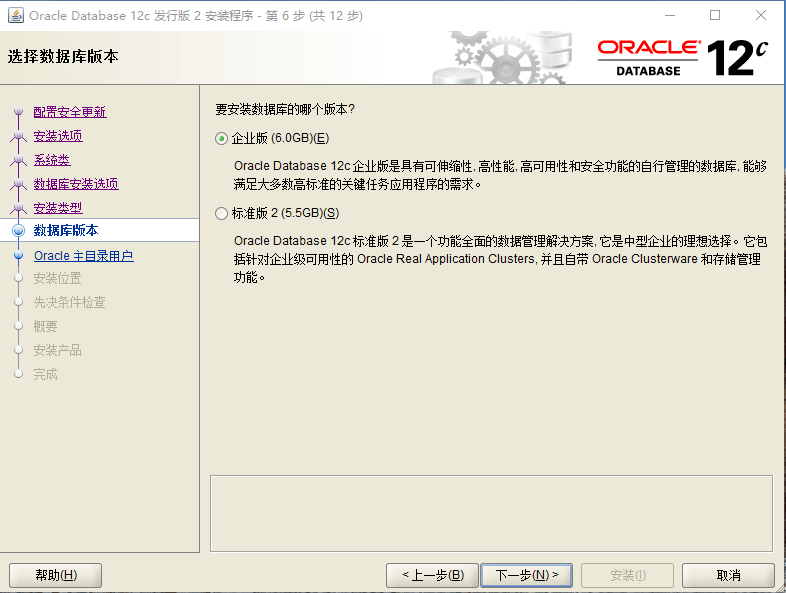 Oracle Database 12c 发行版 2 安装程序 - 第 6 步 (共 12 步)
选择数据库版本
ORACLE
DATABASE
12c
配置安全更新
安装选项
系统类
数据库安装选项
安装类型
数据库版本
Oracle 主目录用户
安装位置
先决条件检查
概要
安装产品
完成
要安装数据库的哪个版本?
企业版 (6.0GB)(E)
Oracle Database 12c 企业版是具有可伸缩性, 高性能, 高可用性和安全功能的自行管理的数据库, 能够
满足大多数高标准的关键任务应用程序的需求。
标准版 2 (5.5GB)(S)
Oracle Database 12c 标准版 2 是一个功能全面的数据管理解决方案, 它是中型企业的理想选择。它包
括针对企业级可用性的 Oracle Real Application Clusters, 并且自带 Oracle Clusterware 和存储管理
功能。
帮助(H)
< 上一步(B)
下一步(N) >
安装(I)
取消